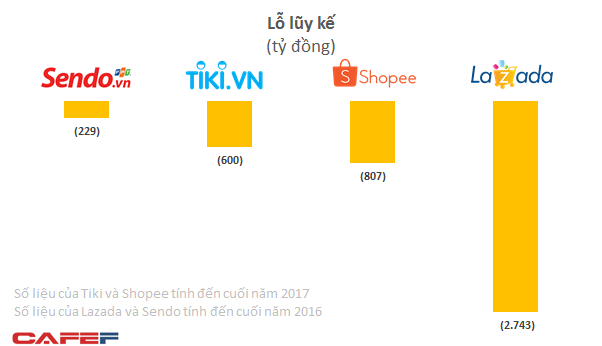 Lỗ lũy kế
(tỷ đồng)
Sendo.vn
FPT
TIKI.VN
S Shopee
Lazada
(229)
(600)
(807)
(2.743)
Số liệu của Tiki và Shopee tính đến cuối năm 2017
Số liệu của Lazada và Sendo tính đến cuối năm 2016
CAFEF